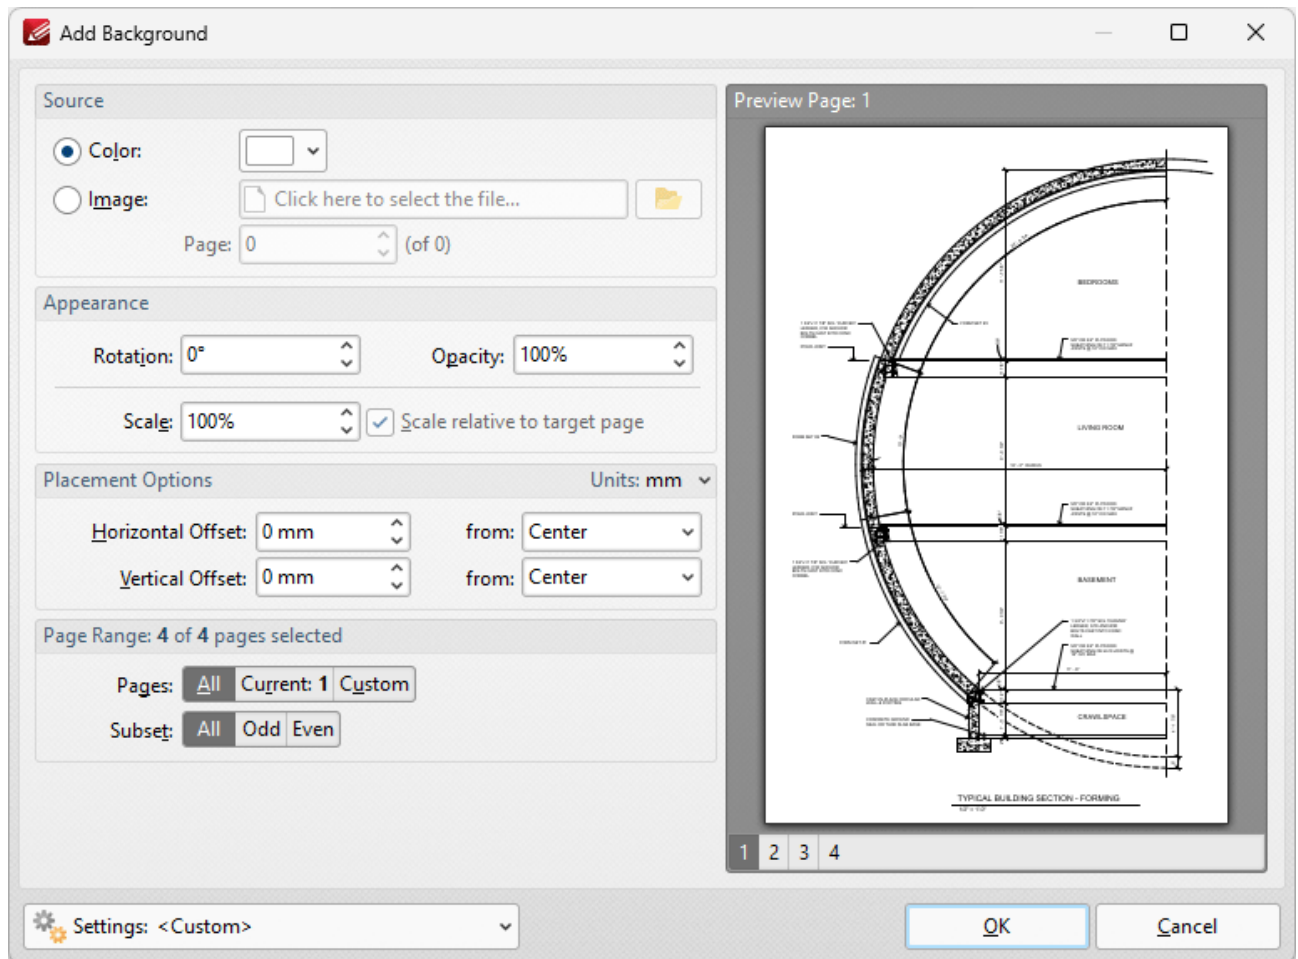 Add Background
Source
Color:
Image: Click here to select the file...
Page: 0 (of 0)
Appearance
Rotation: 0° Opacity: 100%
Scale: 100% Scale relative to target page
Placement Options Units: mm
Horizontal Offset: 0 mm from: Center
Vertical Offset: 0 mm from: Center
Page Range: 4 of 4 pages selected
Pages: All Current: 1 Custom
Subset: All Odd Even
Preview Page: 1
BEDROOMS
LIVING ROOM
BASEMENT
CRAWLSPACE
TYPICAL BUILDING SECTION - FORMING
1 2 3 4
Settings: <Custom>
OK Cancel